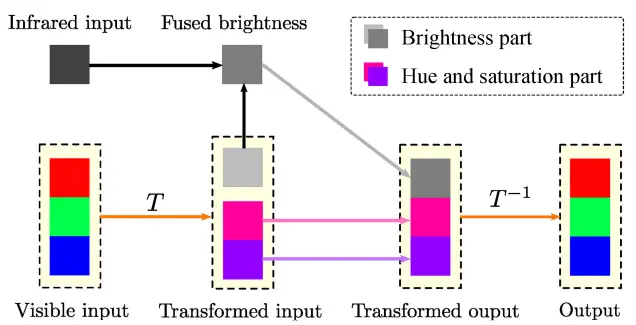 Infrared input
Fused brightness
Brightness part
Hue and saturation part
T
T⁻¹
Visible input
Transformed input
Transformed ouput
Output